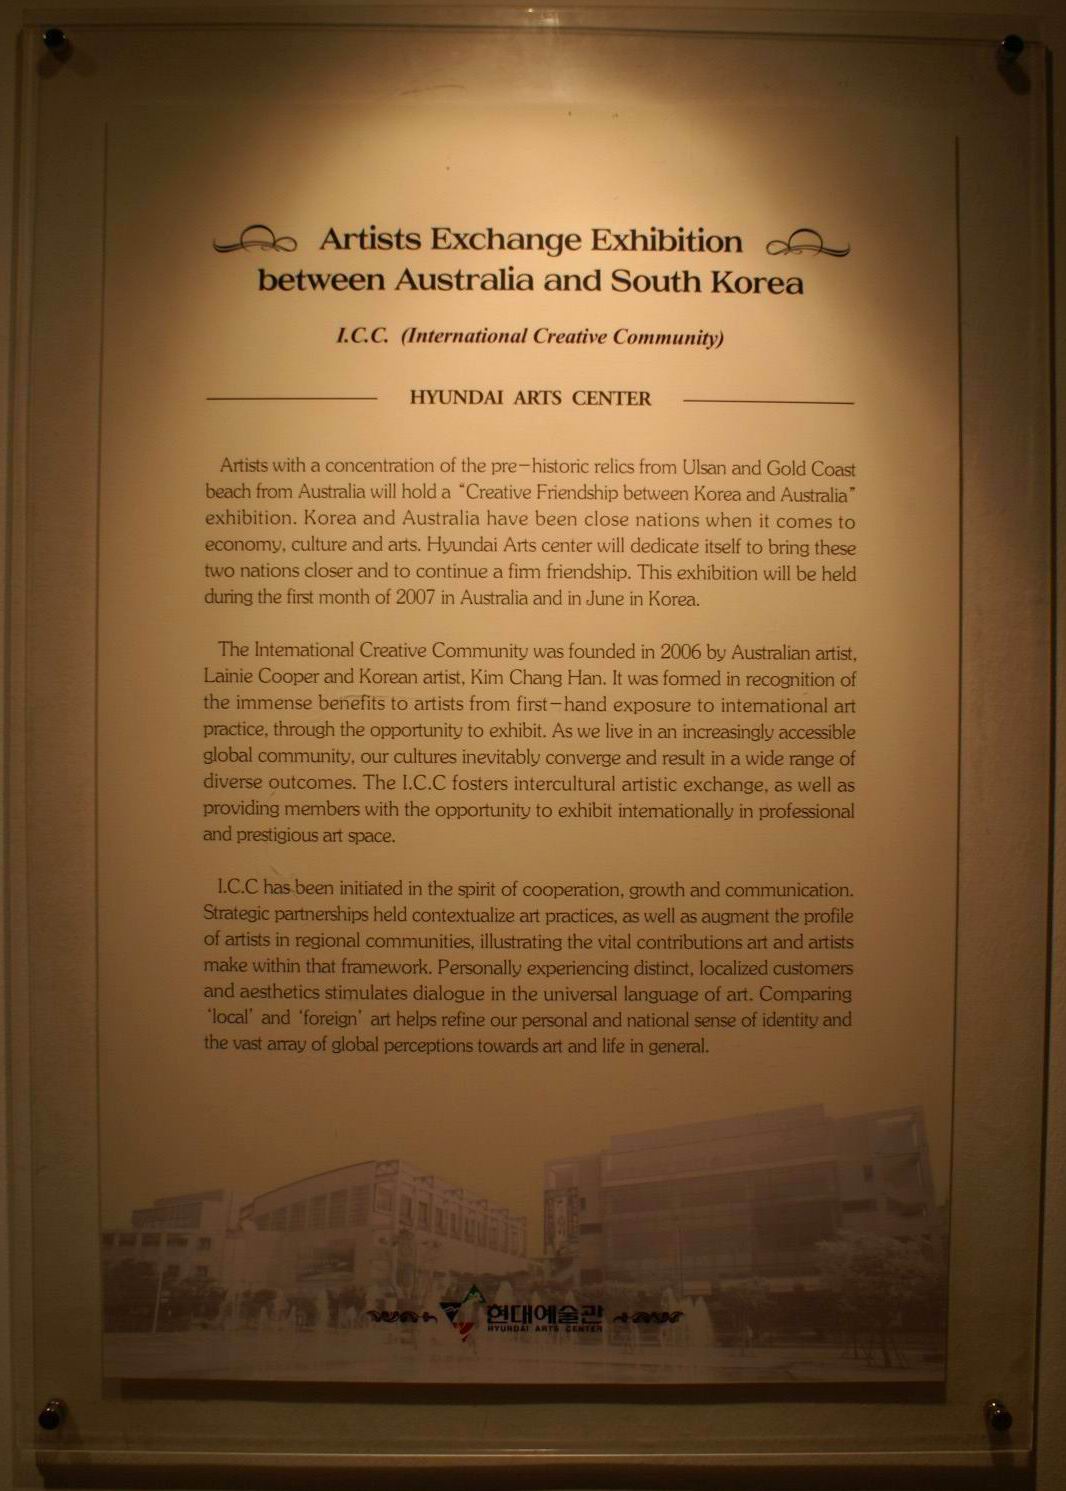 Artists Exchange Exhibition
between Australia and South Korea
I.C.C. (International Creative Community)
HYUNDAI ARTS CENTER
Artists with a concentration of the pre-historic relics from Ulsan and Gold Coast
beach from Australia will hold a "Creative Friendship between Korea and Australia"
exhibition. Korea and Australia have been close nations when it comes to
economy, culture and arts. Hyundai Arts center will dedicate itself to bring these
two nations closer and to continue a firm friendship. This exhibition will be held
during the first month of 2007 in Australia and in June in Korea.
The International Creative Community was founded in 2006 by Australian artist,
Lainie Cooper and Korean artist, Kim Chang Han. It was formed in recognition of
the immense benefits to artists from first-hand exposure to international art
practice, through the opportunity to exhibit. As we live in an increasingly accessible
global community, our cultures inevitably converge and result in a wide range of
diverse outcomes. The I.C.C fosters intercultural artistic exchange, as well as
providing members with the opportunity to exhibit internationally in professional
and prestigious art space.
I.C.C has been initiated in the spirit of cooperation, growth and communication.
Strategic partnerships held contextualize art practices, as well as augment the profile
of artists in regional communities, illustrating the vital contributions art and artists
make within that framework. Personally experiencing distinct, localized customers
and aesthetics stimulates dialogue in the universal language of art. Comparing
'local' and 'foreign' art helps refine our personal and national sense of identity and
the vast array of global perceptions towards art and life in general.
현대예술관
HYUNDAI ARTS CENTER